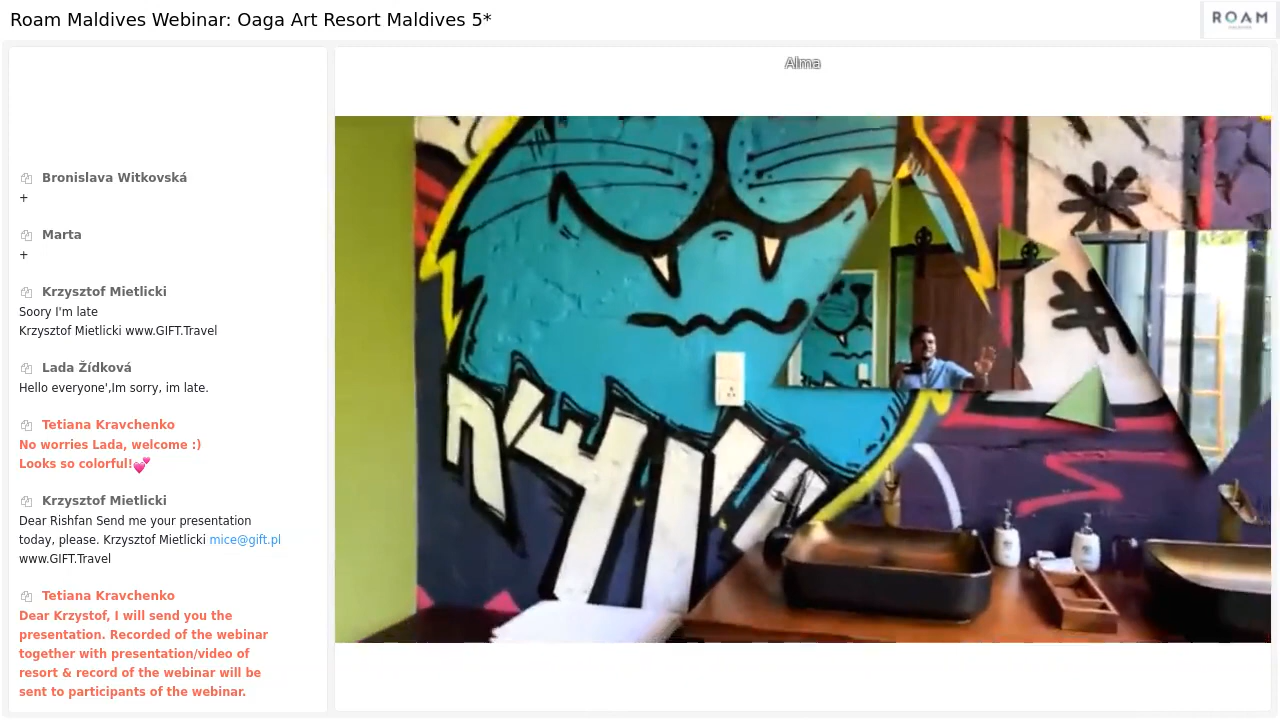 Roam Maldives Webinar: Oaga Art Resort Maldives 5*
ROAM
Alma
Bronislava Witkovská
+
Marta
+
Krzysztof Mietlicki
Soory I'm late
Krzysztof Mietlicki www.GIFT.Travel
Lada Žídková
Hello everyone',Im sorry, im late.
Tetiana Kravchenko
No worries Lada, welcome :)
Looks so colorful!💕
Krzysztof Mietlicki
Dear Rishfan Send me your presentation
today, please. Krzysztof Mietlicki mice@gift.pl
www.GIFT.Travel
Tetiana Kravchenko
Dear Krzystof, I will send you the
presentation. Recorded of the webinar
together with presentation/video of
resort & record of the webinar will be
sent to participants of the webinar.